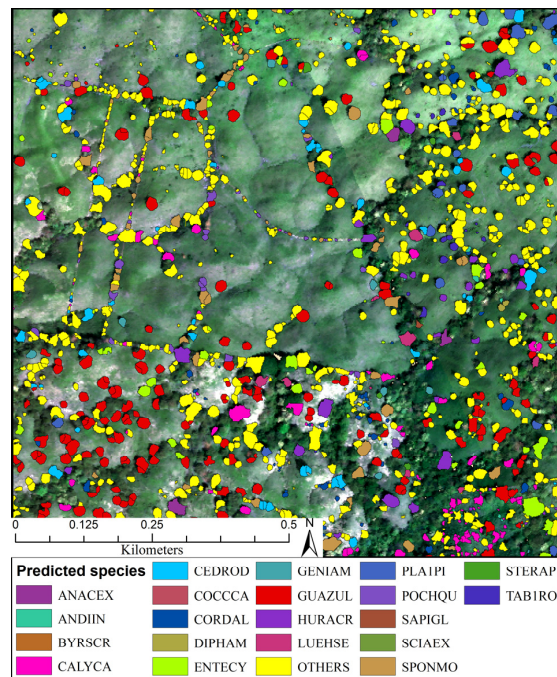 0 0.125 0.25 0.5
N
Kilometers
Predicted species
ANACEX
ANDIIN
BYRSCR
CALYCA
CEDROD
COCCCA
CORDAL
DIPHAM
ENTECY
GENIAM
GUAZUL
HURACR
LUEHSE
OTHERS
PLATPI
POCHQU
SAPIGL
SCIAEX
SPONMO
STERAP
TAB1RO